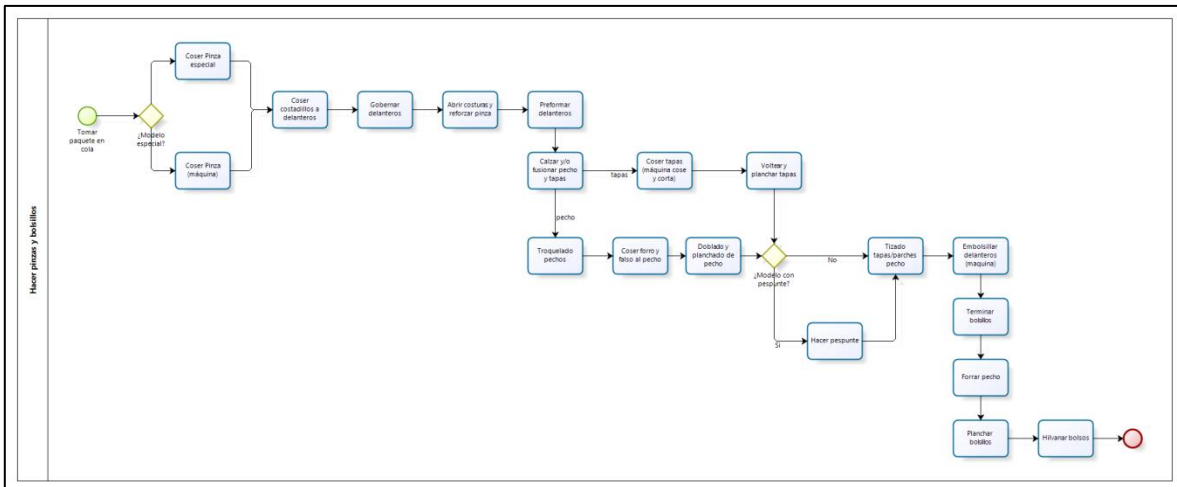 Hacer pinzas y bolsillos
Tomar
paquete en
cola
¿Modelo
especial?
Coser Pinza
especial
Coser Pinza
(máquina)
Coser
costadillos a
delanteros
Gobernar
delanteros
Abrir costuras y
reforzar pinza
Preformar
delanteros
Calzar y/o
fusionar pecho
y tapas
tapas
Coser tapas
(máquina cose
y corta)
Voltear y
planchar tapas
pecho
Troquelado
pechos
Coser forro y
falso al pecho
Doblado y
planchado de
pecho
¿Modelo con
pespunte?
No
Si
Hacer pespunte
Tizado
tapas/parches
pecho
Embolsillar
delanteros
(maquina)
Terminar
bolsillos
Forrar pecho
Planchar
bolsillos
Hilvanar bolsos